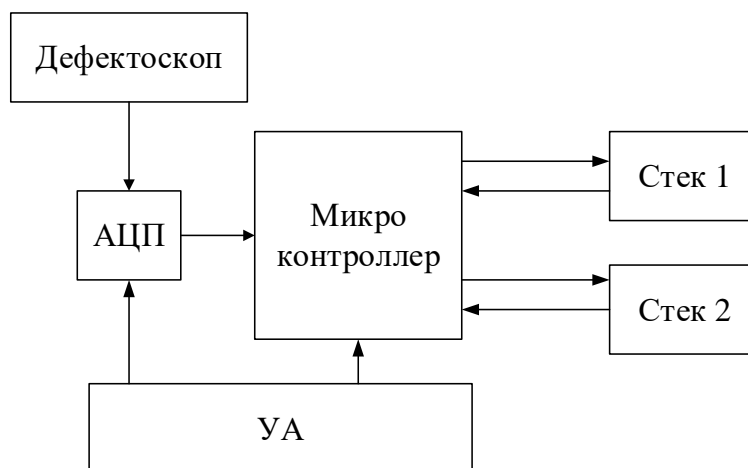 Дефектоскоп
АЦП
Микро
контроллер
Стек 1
Стек 2
УА